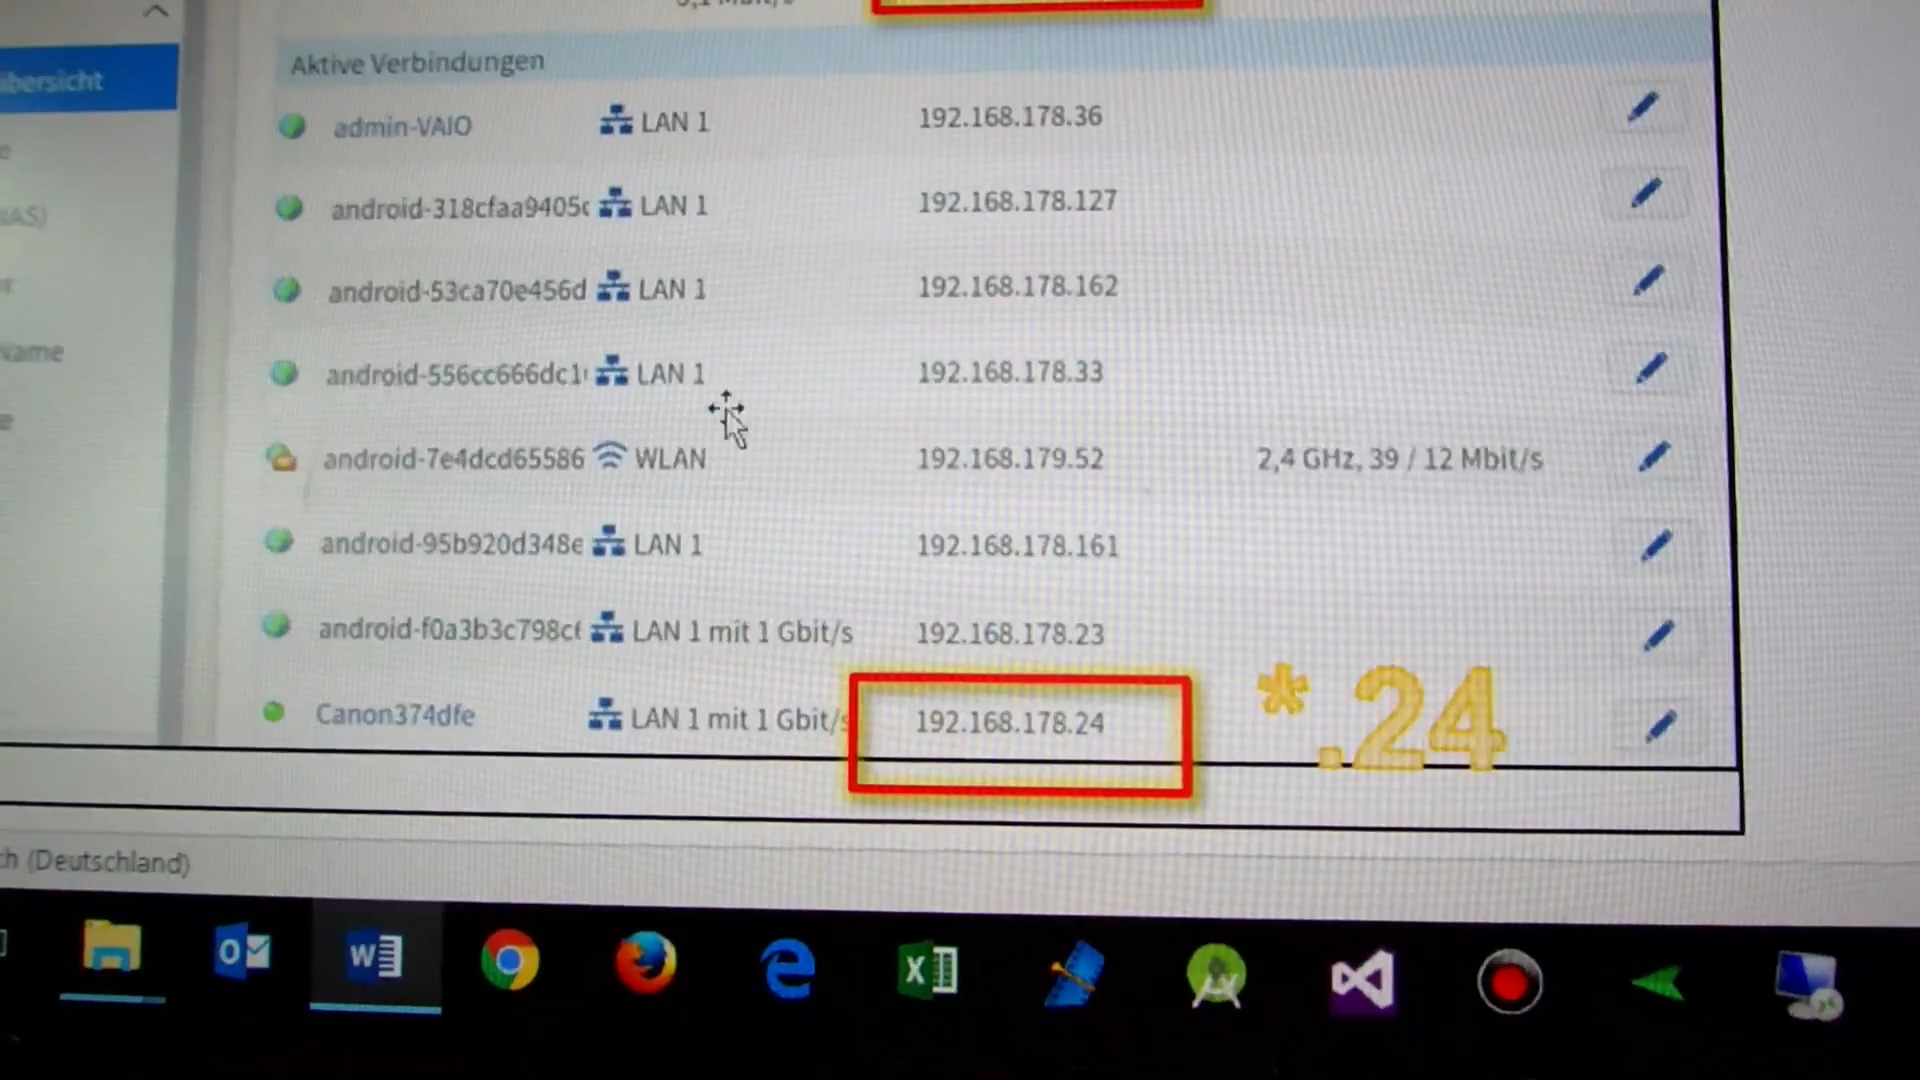 Aktive Verbindungen
admin-VAIO LAN 1 192.168.178.36
android-318cfaa9405c LAN 1 192.168.178.127
android-53ca70e456d LAN 1 192.168.178.162
android-556cc666dc1 LAN 1 192.168.178.33
android-7e4dcd65586 WLAN 192.168.179.52 2,4 GHz, 39 / 12 Mbit/s
android-95b920d348e LAN 1 192.168.178.161
android-f0a3b3c798c LAN 1 mit 1 Gbit/s 192.168.178.23
Canon374dfe LAN 1 mit 1 Gbit/s 192.168.178.24
*.24
übersicht
AS)
Name
(Deutschland)